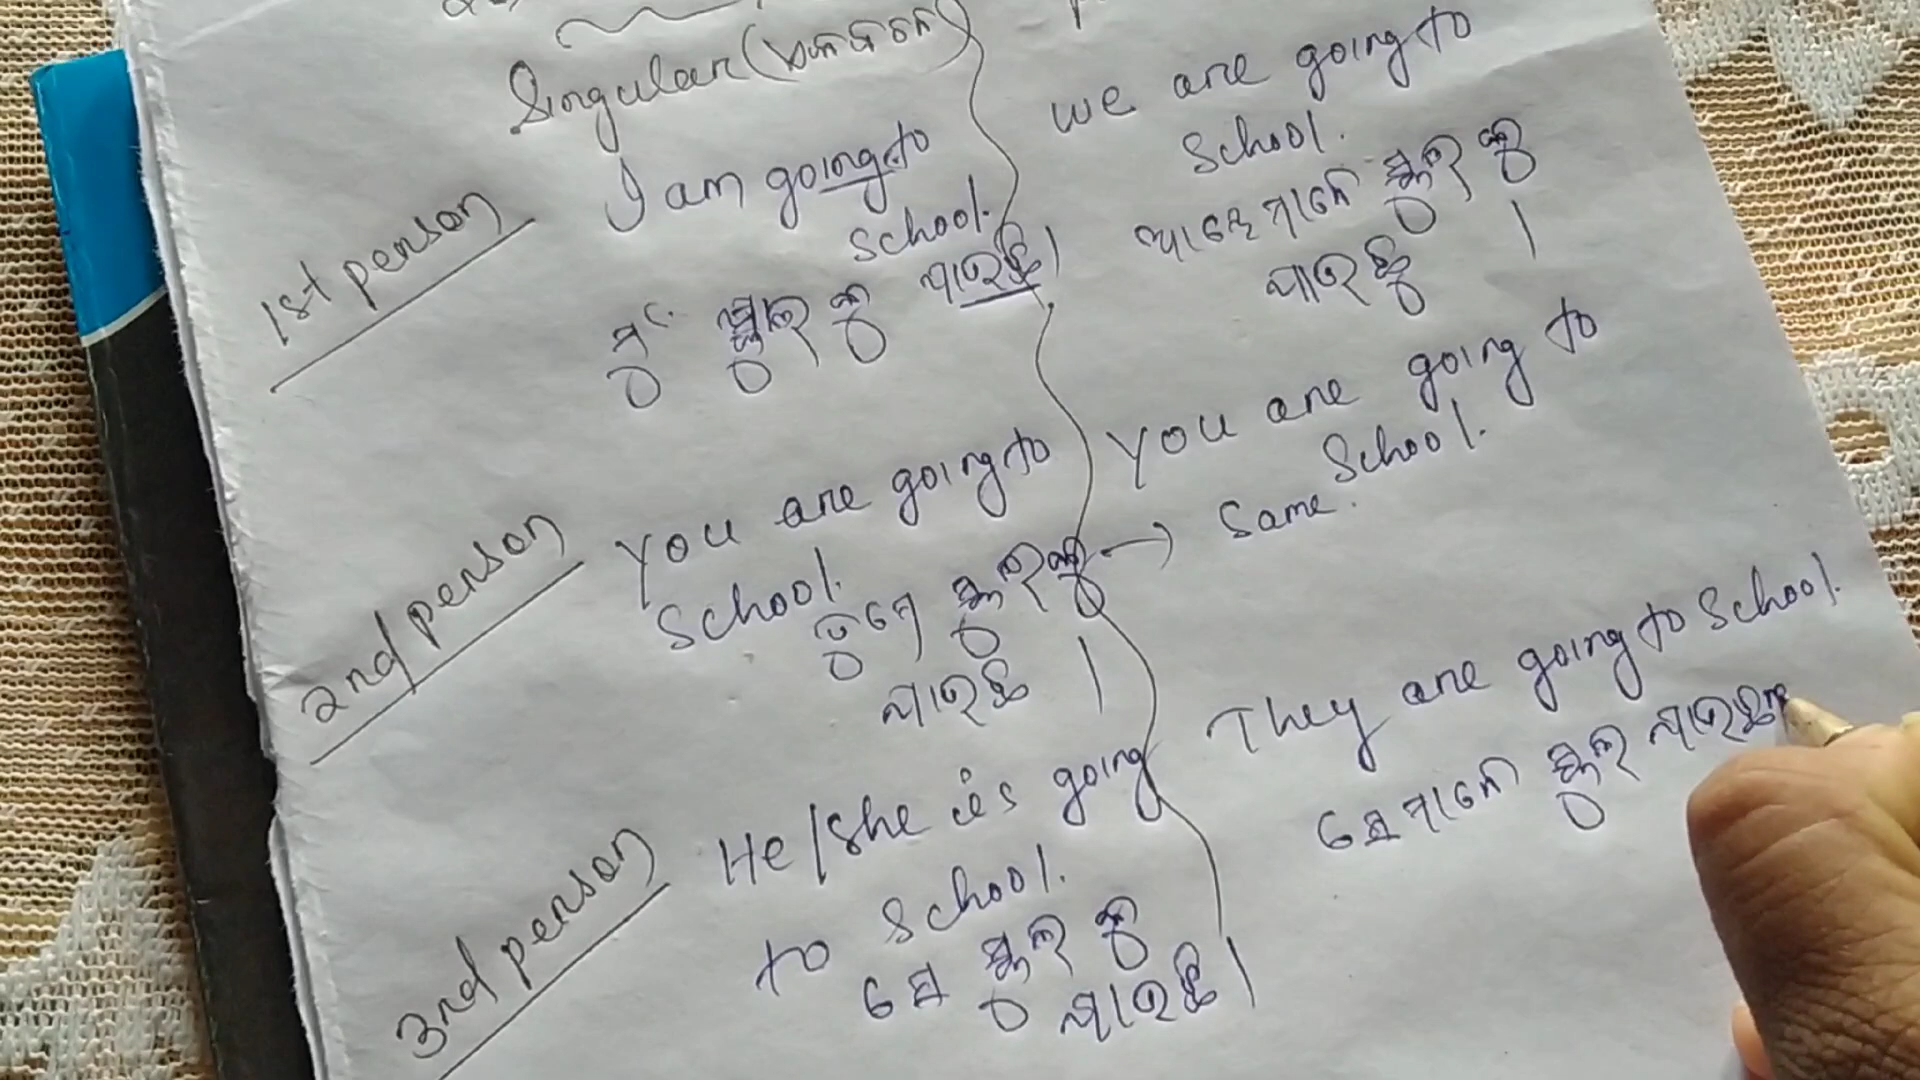 Singular (ଏକବଚନ)
1st person
I am going to
School.
ମୁଁ ସ୍କୁଲ କୁ ଯାଉଛି।
we are going to
School.
ଆମେ ମାନେ ସ୍କୁଲ କୁ
ଯାଉଛୁ ।
2nd person
You are going to
School.
ତୁମେ ସ୍କୁଲକୁ → Same.
ଯାଉଛ ।
You are going to
School.
3rd person
He/she is going
to School.
ସେ ସ୍କୁଲ କୁ
ଯାଉଛି।
They are going to School.
ସେମାନେ ସ୍କୁଲ